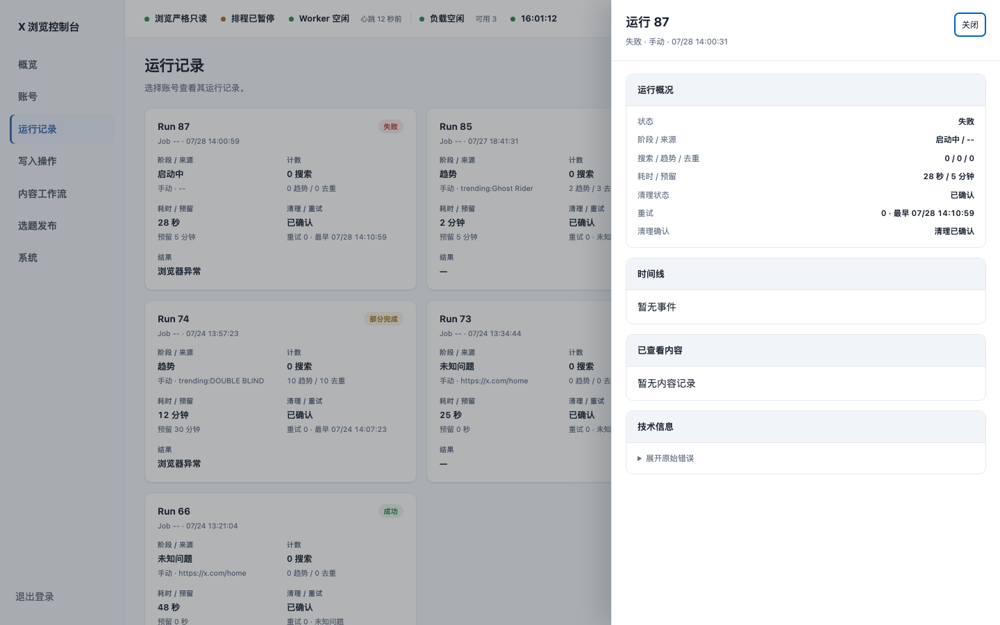 X 浏览控制台
概览
账号
运行记录
写入操作
内容工作流
选题发布
系统
退出登录
浏览严格只读 排程已暂停 Worker 空闲 心跳 12 秒前 负载空闲 可用 3 16:01:12
运行记录
选择账号查看其运行记录。
Run 87 失败
Job -- · 07/28 14:00:59
阶段 / 来源 计数
启动中 0 搜索
手动 · -- 0 趋势 / 0 去重
耗时 / 预留 清理 / 重试
28 秒 已确认
预留 5 分钟 重试 0 · 最早 07/28 14:10:59
结果
浏览器异常
Run 85
Job -- · 07/27 18:41:31
阶段 / 来源 计数
趋势 0 搜索
手动 · trending:Ghost Rider 2 趋势 / 3 去
耗时 / 预留 清理 / 重试
2 分钟 已确认
预留 5 分钟 重试 0 · 未知
结果
—
Run 74 部分完成
Job -- · 07/24 13:57:23
阶段 / 来源 计数
趋势 0 搜索
手动 · trending:DOUBLE BLIND 10 趋势 / 10 去重
耗时 / 预留 清理 / 重试
12 分钟 已确认
预留 30 分钟 重试 0 · 最早 07/24 14:07:23
结果
浏览器异常
Run 73
Job -- · 07/24 13:34:44
阶段 / 来源 计数
未知问题 0 搜索
手动 · https://x.com/home 0 趋势 / 0 去
耗时 / 预留 清理 / 重试
25 秒 已确认
预留 0 秒 重试 0 · 未知
结果
—
Run 66 成功
Job -- · 07/24 13:21:04
阶段 / 来源 计数
未知问题 0 搜索
手动 · https://x.com/home 0 趋势 / 0 去重
耗时 / 预留 清理 / 重试
48 秒 已确认
预留 0 秒 重试 0 · 未知问题
运行 87 关闭
失败 · 手动 · 07/28 14:00:31
运行概况
状态 失败
阶段 / 来源 启动中 / --
搜索 / 趋势 / 去重 0 / 0 / 0
耗时 / 预留 28 秒 / 5 分钟
清理状态 已确认
重试 0 · 最早 07/28 14:10:59
清理确认 清理已确认
时间线
暂无事件
已查看内容
暂无内容记录
技术信息
展开原始错误